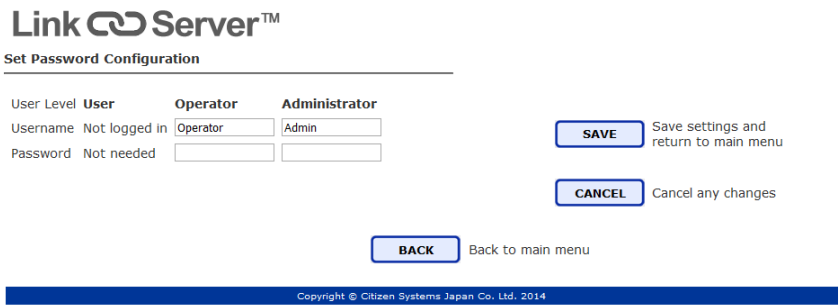 Link Server™
Set Password Configuration
User Level User Operator Administrator
Username Not logged in Operator Admin
Password Not needed
SAVE Save settings and
return to main menu
CANCEL Cancel any changes
BACK Back to main menu
Copyright © Citizen Systems Japan Co. Ltd. 2014